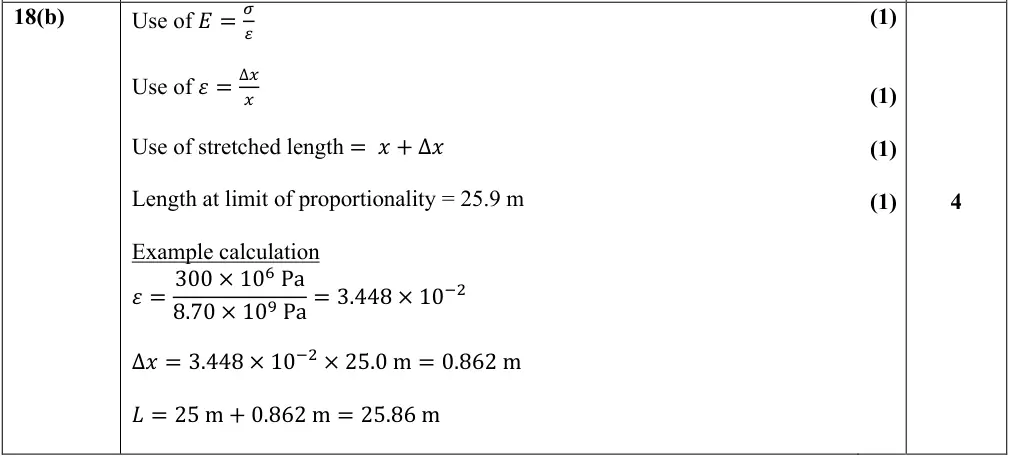 18(b)
Use of 𝐸 = 𝜎/𝜀 (1)
Use of 𝜀 = Δ𝑥/𝑥 (1)
Use of stretched length = 𝑥 + Δ𝑥 (1)
Length at limit of proportionality = 25.9 m (1) 4
Example calculation
𝜀 = 300 × 10⁶ Pa / 8.70 × 10⁹ Pa = 3.448 × 10⁻²
Δ𝑥 = 3.448 × 10⁻² × 25.0 m = 0.862 m
𝐿 = 25 m + 0.862 m = 25.86 m